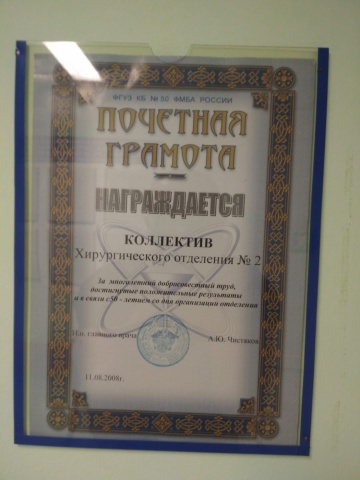 ФГУЗ КБ № 50 ФМБА РОССИИ
ПОЧЕТНАЯ
ГРАМОТА
НАГРАЖДАЕТСЯ
КОЛЛЕКТИВ
Хирургического отделения № 2
За многолетний добросовестный труд,
достигнутые положительные результаты
и в связи с 50 - летием со дня организации отделения
И.о. главного врача А.Ю. Чистяков
11.08.2008г.